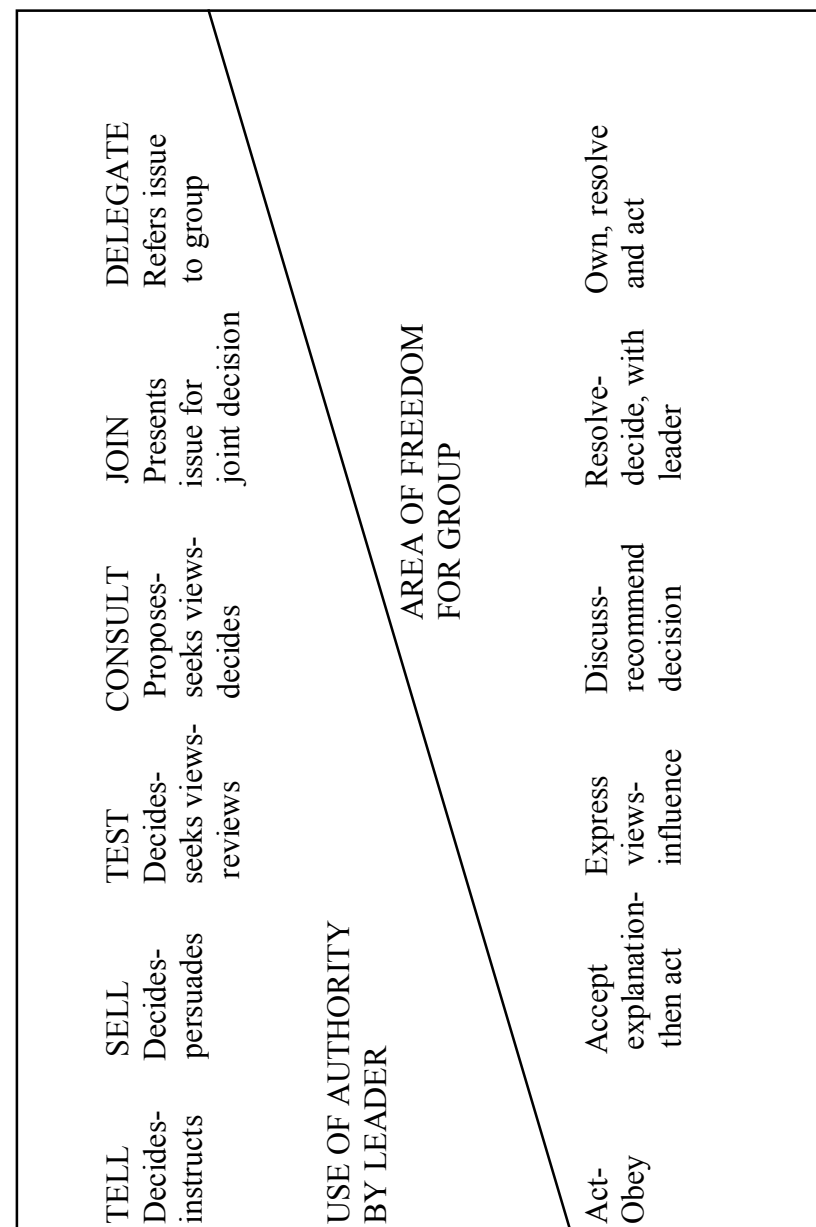 TELL
Decides-
instructs
SELL
Decides-
persuades
TEST
Decides-
seeks views-
reviews
CONSULT
Proposes-
seeks views-
decides
JOIN
Presents
issue for
joint decision
DELEGATE
Refers issue
to group
USE OF AUTHORITY
BY LEADER
AREA OF FREEDOM
FOR GROUP
Act-
Obey
Accept
explanation-
then act
Express
views-
influence
Discuss-
recommend
decision
Resolve-
decide, with
leader
Own, resolve
and act